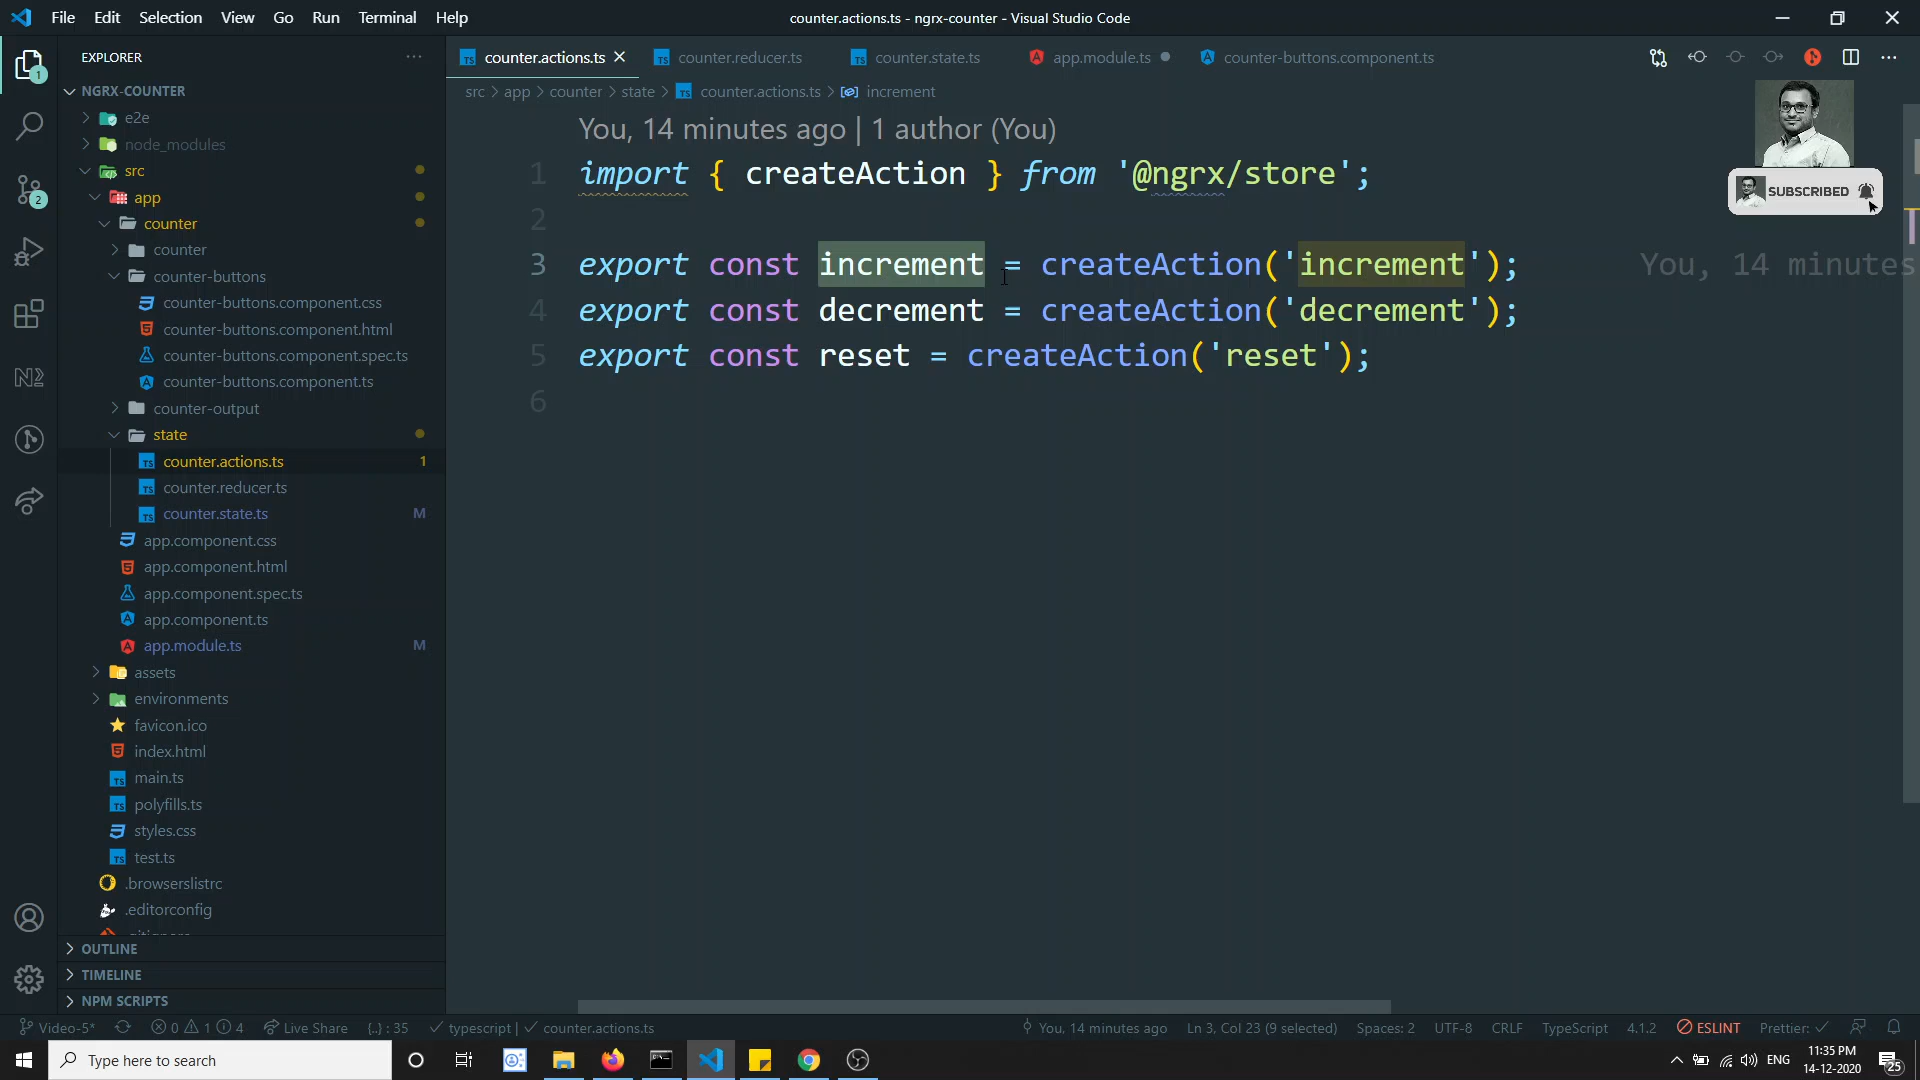 File Edit Selection View Go Run Terminal Help
counter.actions.ts - ngrx-counter - Visual Studio Code
EXPLORER
counter.actions.ts
counter.reducer.ts
counter.state.ts
app.module.ts
counter-buttons.component.ts
1
NGRX-COUNTER
src > app > counter > state > TS counter.actions.ts > increment
e2e
node_modules
src
app
counter
counter
counter-buttons
counter-buttons.component.css
counter-buttons.component.html
counter-buttons.component.spec.ts
counter-buttons.component.ts
counter-output
state
counter.actions.ts 1
counter.reducer.ts
counter.state.ts M
app.component.css
app.component.html
app.component.spec.ts
app.component.ts
app.module.ts M
assets
environments
favicon.ico
index.html
main.ts
polyfills.ts
styles.css
test.ts
.browserslistrc
.editorconfig
OUTLINE
TIMELINE
NPM SCRIPTS
2
You, 14 minutes ago | 1 author (You)
1 import { createAction } from '@ngrx/store';
2
3 export const increment = createAction('increment'); You, 14 minutes
4 export const decrement = createAction('decrement');
5 export const reset = createAction('reset');
6
SUBSCRIBED
Video-5* 0 1 4 Live Share {..} : 35 typescript | counter.actions.ts
You, 14 minutes ago Ln 3, Col 23 (9 selected) Spaces: 2 UTF-8 CRLF TypeScript 4.1.2 ESLINT Prettier:
Type here to search
ENG
11:35 PM
14-12-2020
25